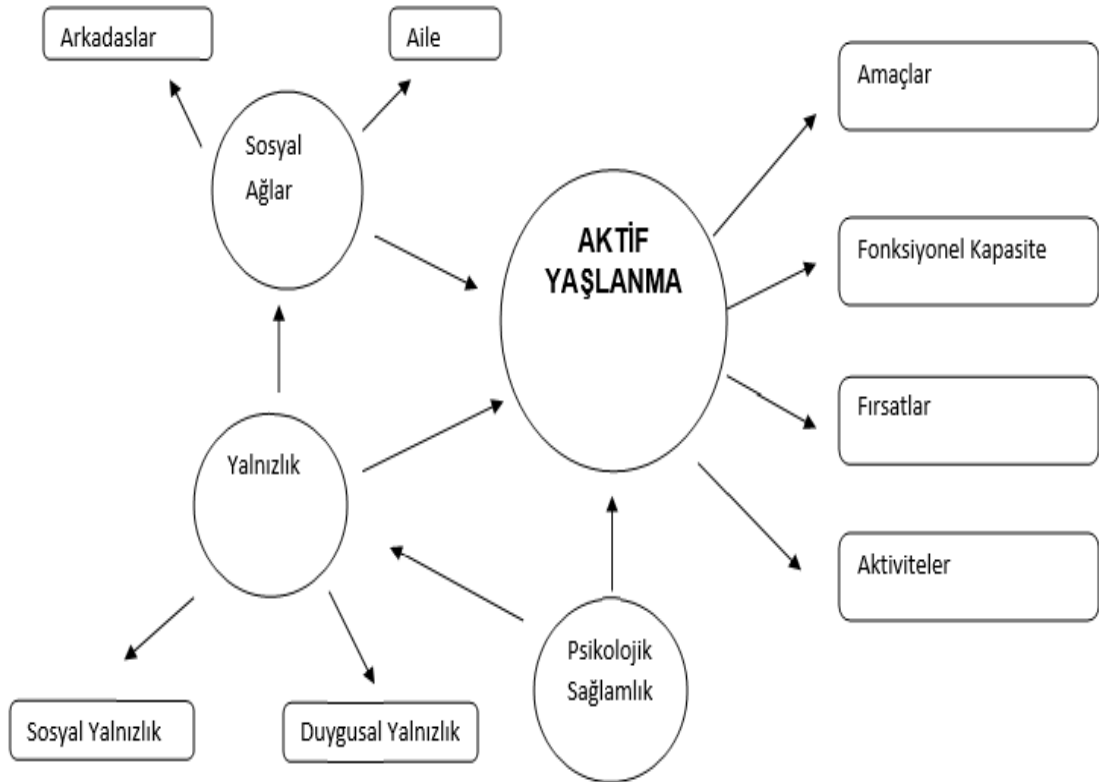 Arkadaslar
Aile
Amaçlar
Sosyal
Ağlar
AKTİF
YAŞLANMA
Fonksiyonel Kapasite
Fırsatlar
Yalnızlık
Aktiviteler
Psikolojik
Sağlamlık
Sosyal Yalnızlık
Duygusal Yalnızlık